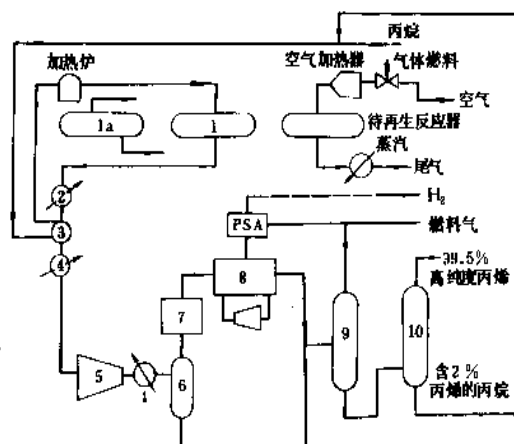 丙烷
加热炉
空气加热器
气体燃料
空气
1a
1
待再生反应器
蒸汽
尾气
2
3
4
H₂
PSA
燃料气
8
7
99.5%
高纯度丙烯
9
10
5
6
含2%
丙烯的丙烷